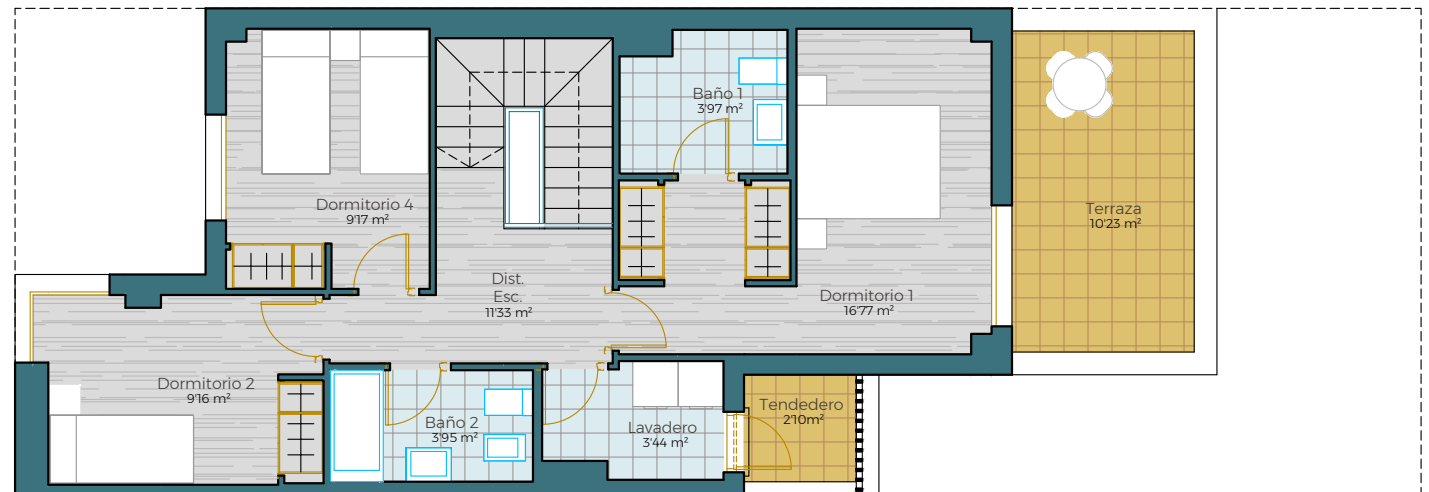 Baño 1
3'97 m²
Dormitorio 4
9'17 m²
Terraza
10'23 m²
Dist.
Esc.
11'33 m²
Dormitorio 1
16'77 m²
Dormitorio 2
9'16 m²
Baño 2
3'95 m²
Lavadero
3'44 m²
Tendedero
2'10m²